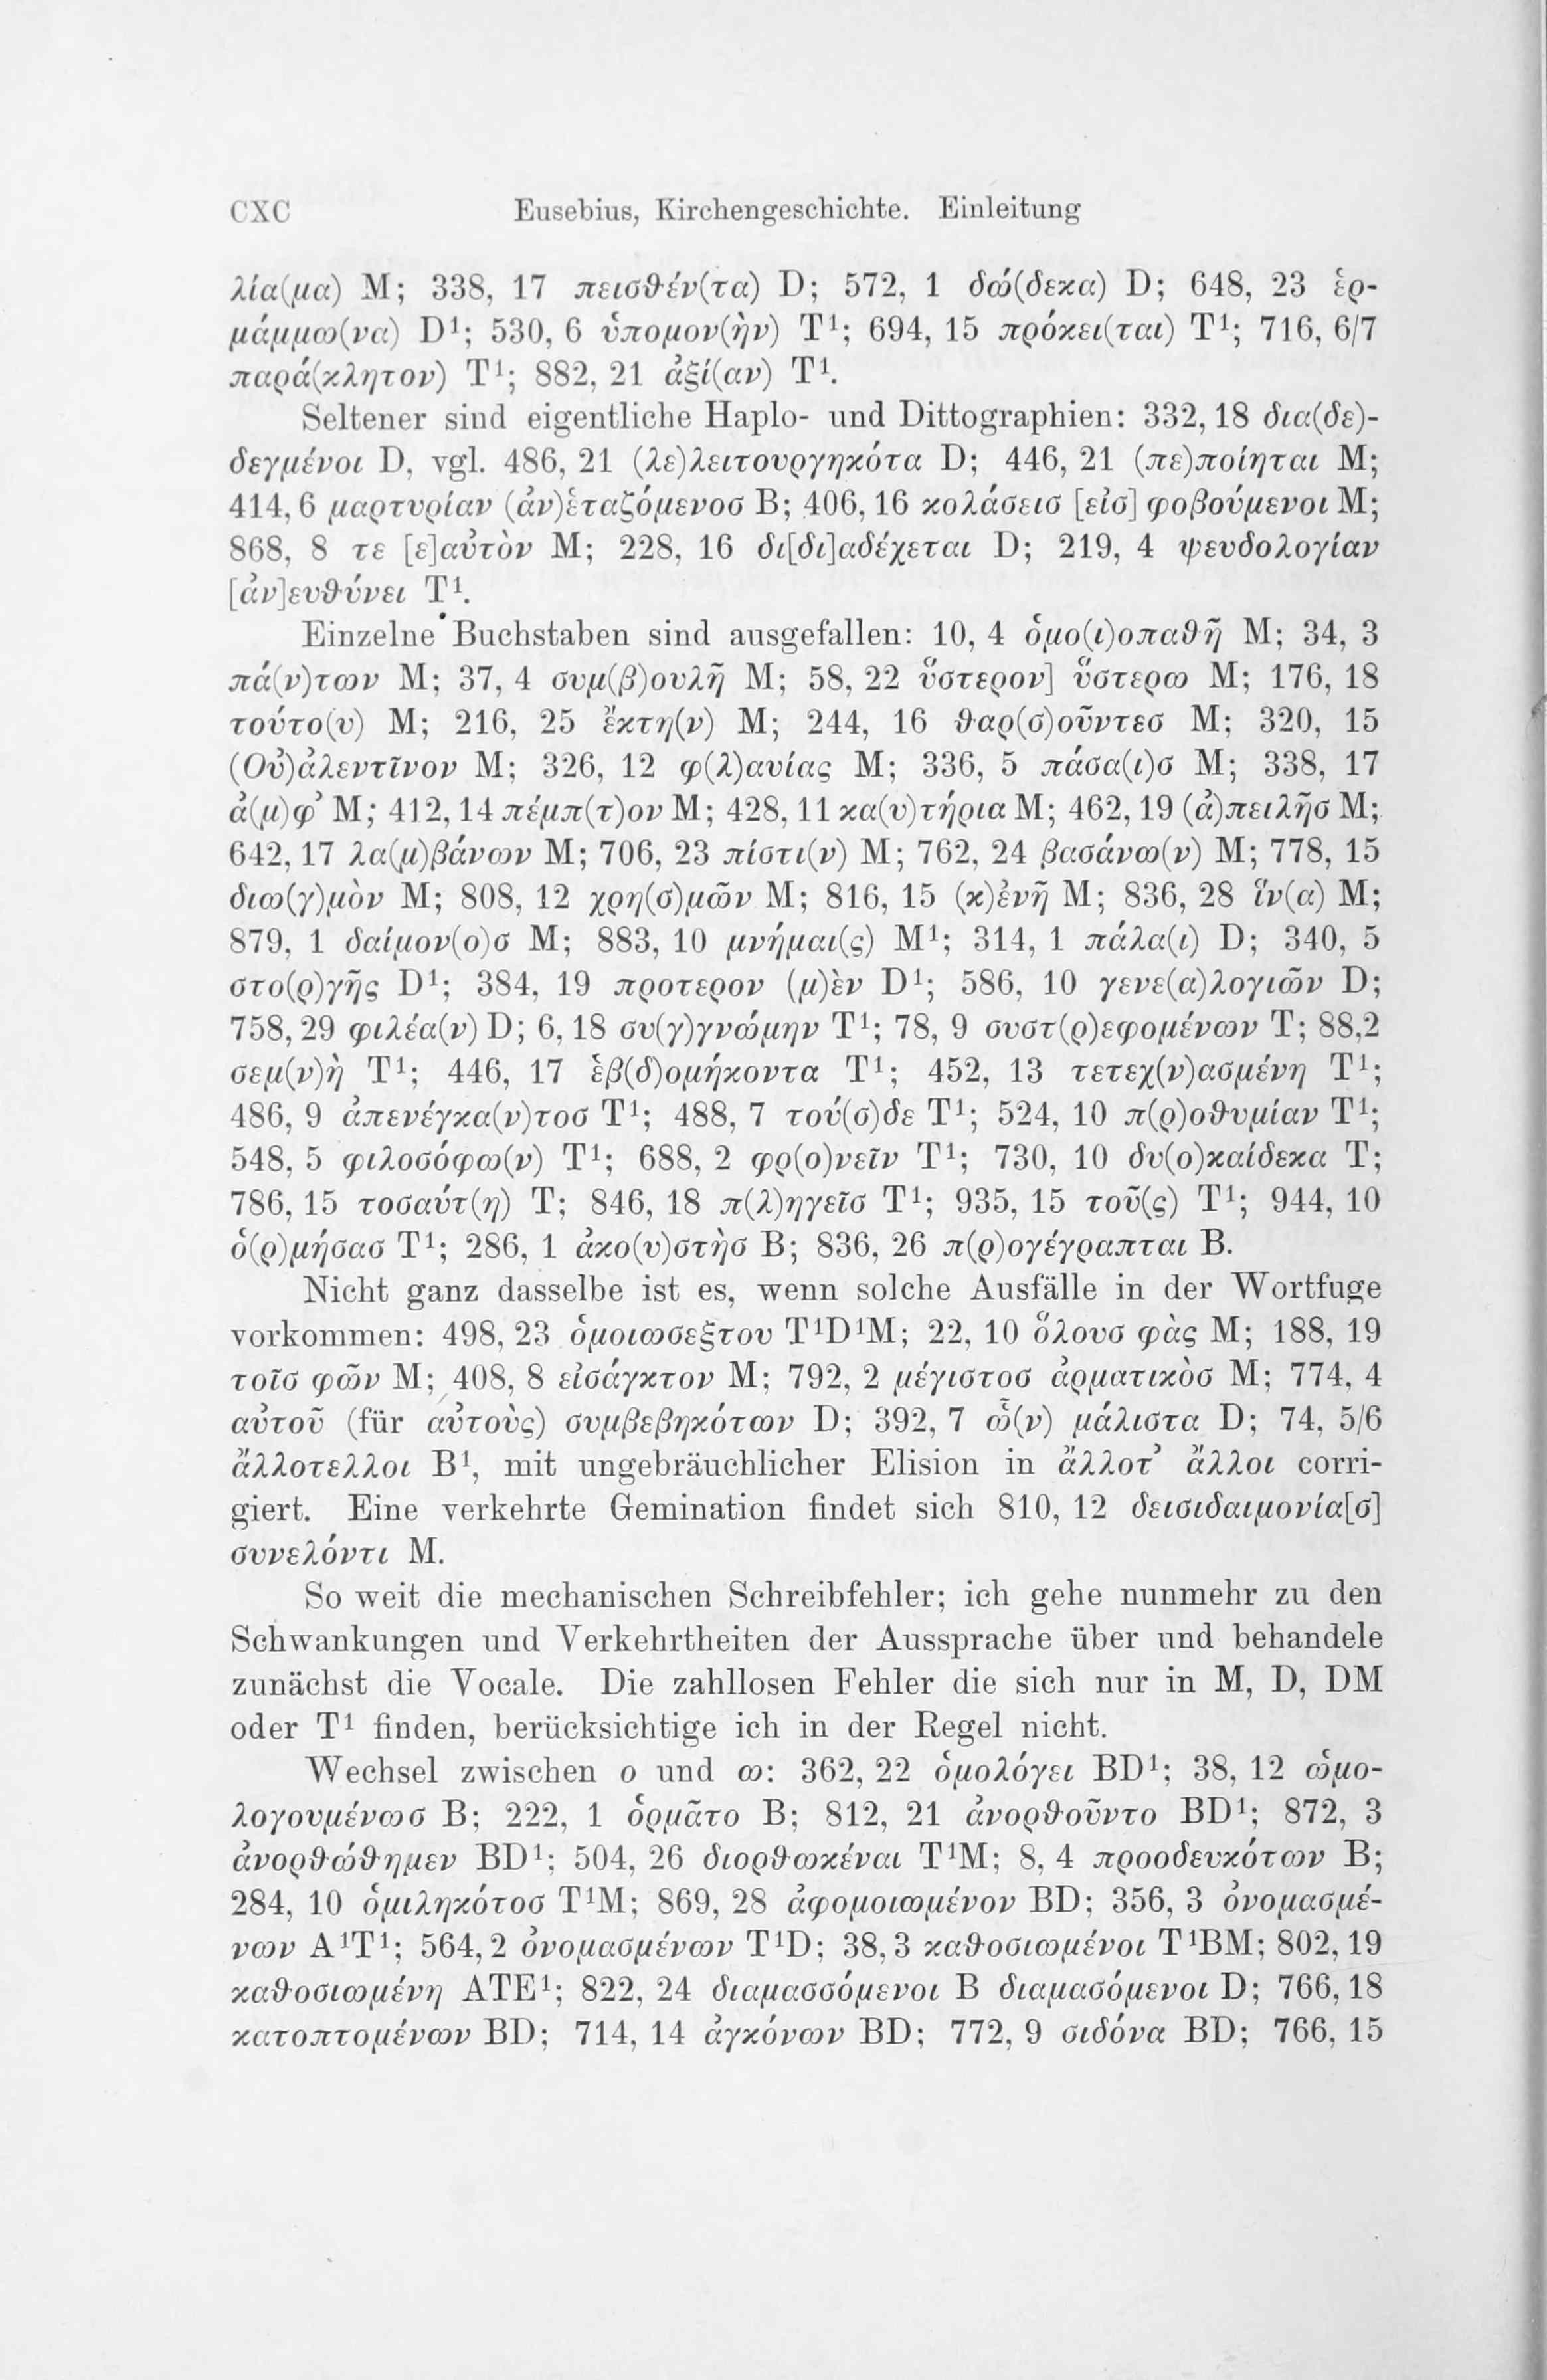 CXC Eusebius, Kirchengeschichte. Einleitung
λία(μα) M; 338, 17 πεισθέν(τα) D; 572, 1 δώ(δεκα) D; 648, 23 ἑρ-
μάμμω(να) D¹; 530, 6 ὑπομον(ὴν) T¹; 694, 15 πρόκει(ται) T¹; 716, 6/7
παρά(κλητον) T¹; 882, 21 ἀξί(αν) T¹.
Seltener sind eigentliche Haplo- und Dittographien: 332, 18 δια(δε)-
δεγμένοι D, vgl. 486, 21 (λε)λειτουργηκότα D; 446, 21 (πε)ποίηται M;
414, 6 μαρτυρίαν (ἀν)ἑταζόμενοσ B; 406, 16 κολάσεισ [εἰσ] φοβούμενοι M;
868, 8 τε [ε]αὐτὸν M; 228, 16 δι[δι]αδέχεται D; 219, 4 ψευδολογίαν
[ἀν]ευθύνει T¹.
Einzelne Buchstaben sind ausgefallen: 10, 4 ὁμο(ι)οπαθῆ M; 34, 3
πά(ν)των M; 37, 4 συμ(β)ουλῆ M; 58, 22 ὕστερον] ὕστερω M; 176, 18
τούτο(υ) M; 216, 25 ἕκτη(ν) M; 244, 16 θαρ(σ)οῦντεσ M; 320, 15
(Οὐ)ἀλεντῖνον M; 326, 12 φ(λ)αυίας M; 336, 5 πάσα(ι)σ M; 338, 17
ἀ(μ)φ’ M; 412, 14 πέμπ(τ)ον M; 428, 11 κα(υ)τήρια M; 462, 19 (ἀ)πειλῆσ M;
642, 17 λα(μ)βάνων M; 706, 23 πίστι(ν) M; 762, 24 βασάνω(ν) M; 778, 15
διω(γ)μὸν M; 808, 12 χρη(σ)μῶν M; 816, 15 (κ)ἐνῆ M; 836, 28 ἵν(α) M;
879, 1 δαίμον(ο)σ M; 883, 10 μνήμαι(ς) M¹; 314, 1 πάλα(ι) D; 340, 5
στο(ρ)γῆς D¹; 384, 19 προτερον (μ)ὲν D¹; 586, 10 γενε(α)λογιῶν D;
758, 29 φιλέα(ν) D; 6, 18 συ(γ)γνώμην T¹; 78, 9 συστ(ρ)εφομένων T; 88,2
σεμ(ν)ὴ T¹; 446, 17 ἑβ(δ)ομήκοντα T¹; 452, 13 τετεχ(ν)ασμένη T¹;
486, 9 ἀπενέγκα(ν)τοσ T¹; 488, 7 τού(σ)δε T¹; 524, 10 π(ρ)οθυμίαν T¹;
548, 5 φιλοσόφω(ν) T¹; 688, 2 φρ(ο)νεῖν T¹; 730, 10 δυ(ο)καίδεκα T;
786, 15 τοσαύτ(η) T; 846, 18 π(λ)ηγεῖσ T¹; 935, 15 τοῦ(ς) T¹; 944, 10
ὁ(ρ)μήσασ T¹; 286, 1 ἀκο(υ)στὴσ B; 836, 26 π(ρ)ογέγραπται B.
Nicht ganz dasselbe ist es, wenn solche Ausfälle in der Wortfuge
vorkommen: 498, 23 ὁμοιωσεξτου T¹D¹M; 22, 10 ὅλουσ φὰς M; 188, 19
τοῖσ φῶν M; 408, 8 εἰσάγκτον M; 792, 2 μέγιστοσ ἁρματικὸσ M; 774, 4
αὐτοῦ (für αὐτοὺς) συμβεβηκότων D; 392, 7 ὦ(ν) μάλιστα D; 74, 5/6
ἄλλοτελλοι B¹, mit ungebräuchlicher Elision in ἄλλοτ’ ἄλλοι corri-
giert. Eine verkehrte Gemination findet sich 810, 12 δεισιδαιμονία[σ]
συνελόντι M.
So weit die mechanischen Schreibfehler; ich gehe nunmehr zu den
Schwankungen und Verkehrtheiten der Aussprache über und behandele
zunächst die Vocale. Die zahllosen Fehler die sich nur in M, D, DM
oder T¹ finden, berücksichtige ich in der Regel nicht.
Wechsel zwischen ο und ω: 362, 22 ὁμολόγει BD¹; 38, 12 ὡμο-
λογουμένωσ B; 222, 1 ὁρμᾶτο B; 812, 21 ἀνορθοῦντο BD¹; 872, 3
ἀνορθώθημεν BD¹; 504, 26 διορθωκέναι T¹M; 8, 4 προοδευκότων B;
284, 10 ὁμιληκότοσ T¹M; 869, 28 ἀφομοιωμένον BD; 356, 3 ὀνομασμέ-
νων A¹T¹; 564, 2 ὀνομασμένων T¹D; 38, 3 καθοσιωμένοι T¹BM; 802, 19
καθοσιωμένη ATE¹; 822, 24 διαμασσόμενοι B διαμασόμενοι D; 766, 18
κατοπτομένων BD; 714, 14 ἀγκόνων BD; 772, 9 σιδόνα BD; 766, 15